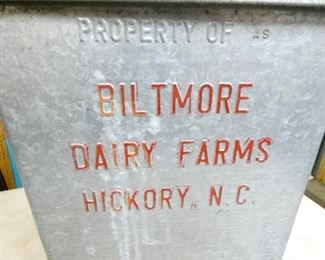 PROPERTY OF
BILTMORE
DAIRY FARMS
HICKORY, N.C.